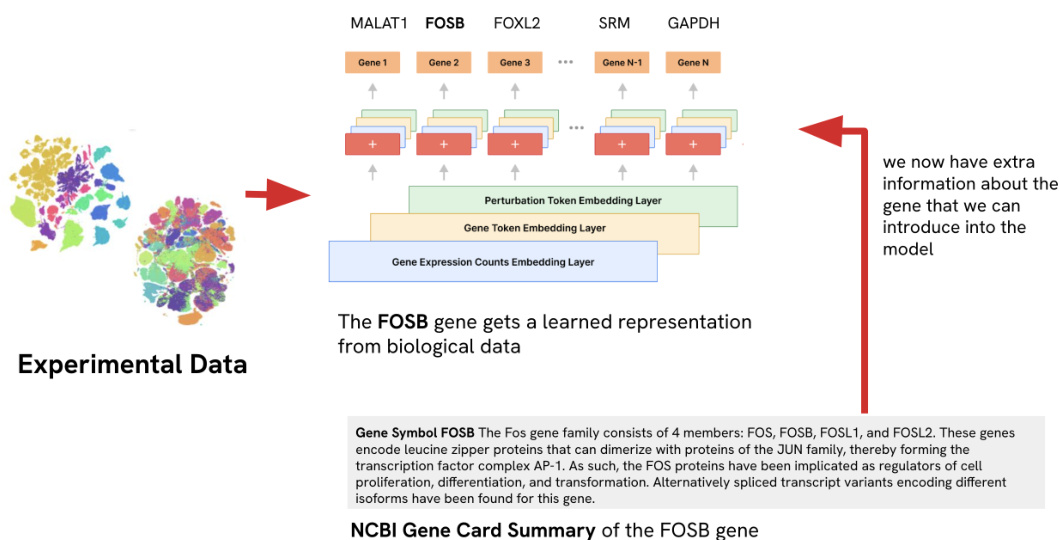 MALAT1 FOSB FOXL2 SRM GAPDH
Gene 1 Gene 2 Gene 3 ... Gene N-1 Gene N
+ + + ... + +
Perturbation Token Embedding Layer
Gene Token Embedding Layer
Gene Expression Counts Embedding Layer
The FOSB gene gets a learned representation
from biological data
Experimental Data
we now have extra
information about the
gene that we can
introduce into the
model
Gene Symbol FOSB The Fos gene family consists of 4 members: FOS, FOSB, FOSL1, and FOSL2. These genes
encode leucine zipper proteins that can dimerize with proteins of the JUN family, thereby forming the
transcription factor complex AP-1. As such, the FOS proteins have been implicated as regulators of cell
proliferation, differentiation, and transformation. Alternatively spliced transcript variants encoding different
isoforms have been found for this gene.
NCBI Gene Card Summary of the FOSB gene